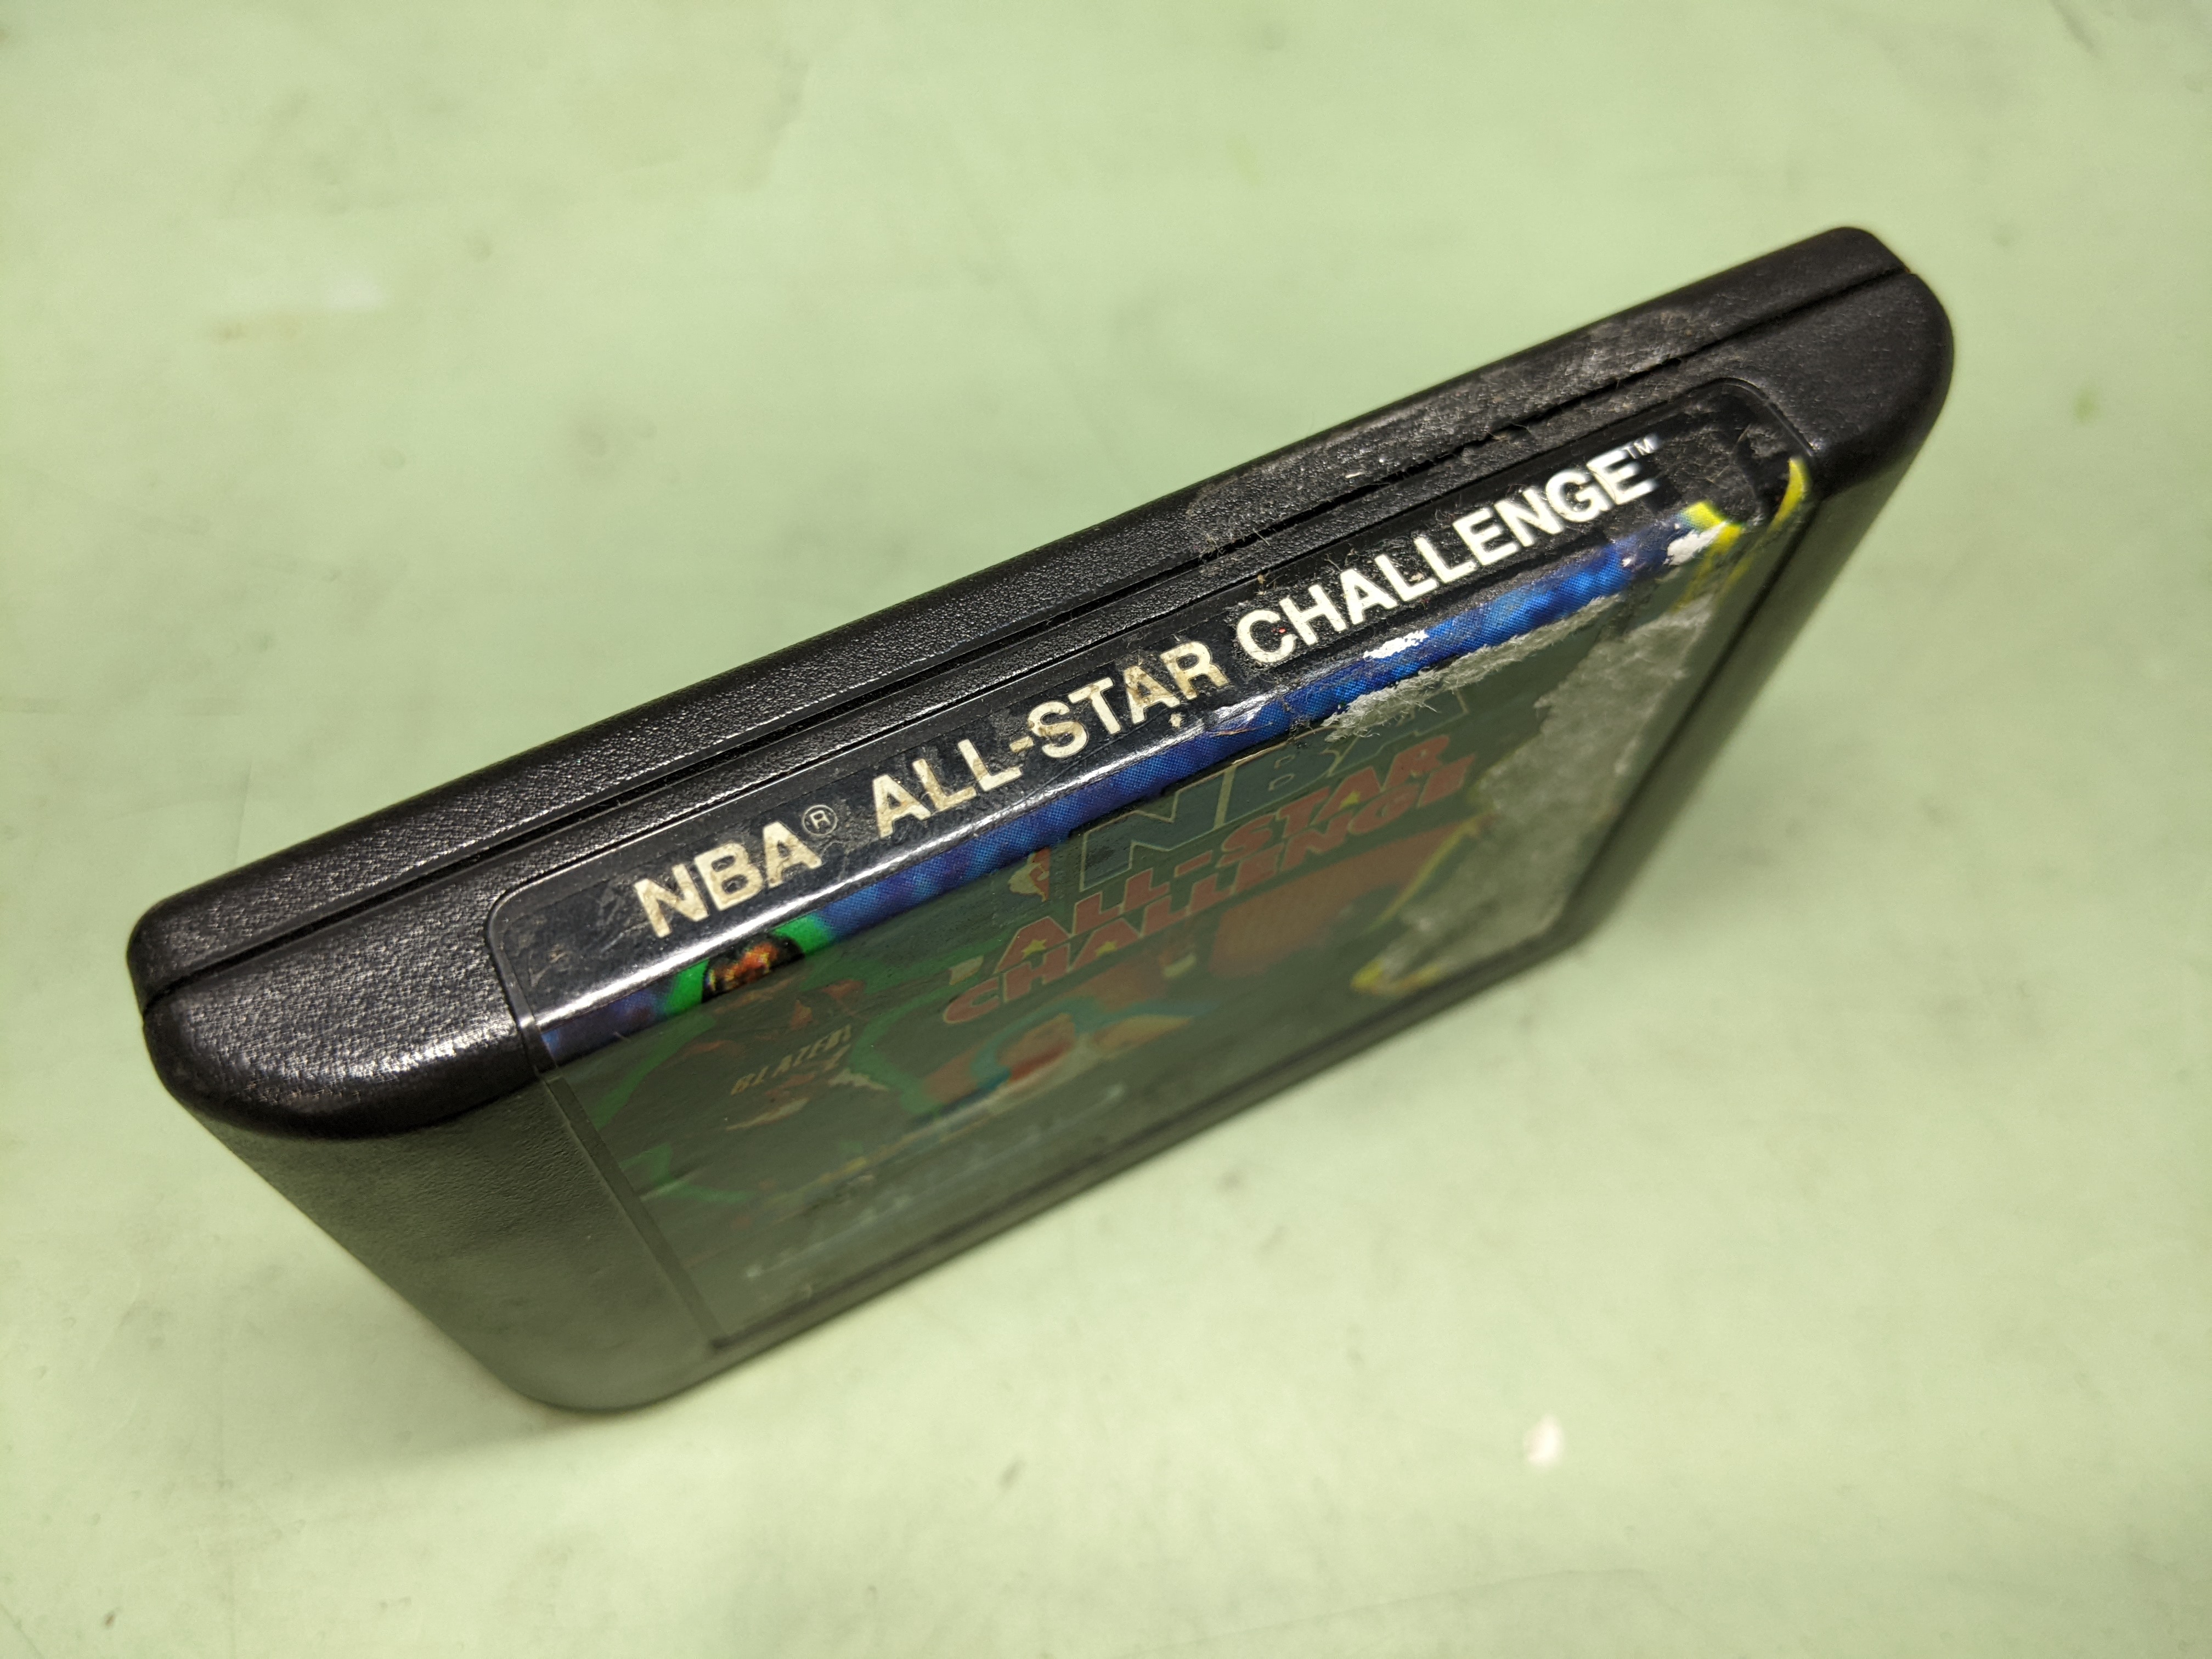 NBA® ALL-STAR CHALLENGE™
NBA
ALL-STAR
CHALLENGE
BLAZERS